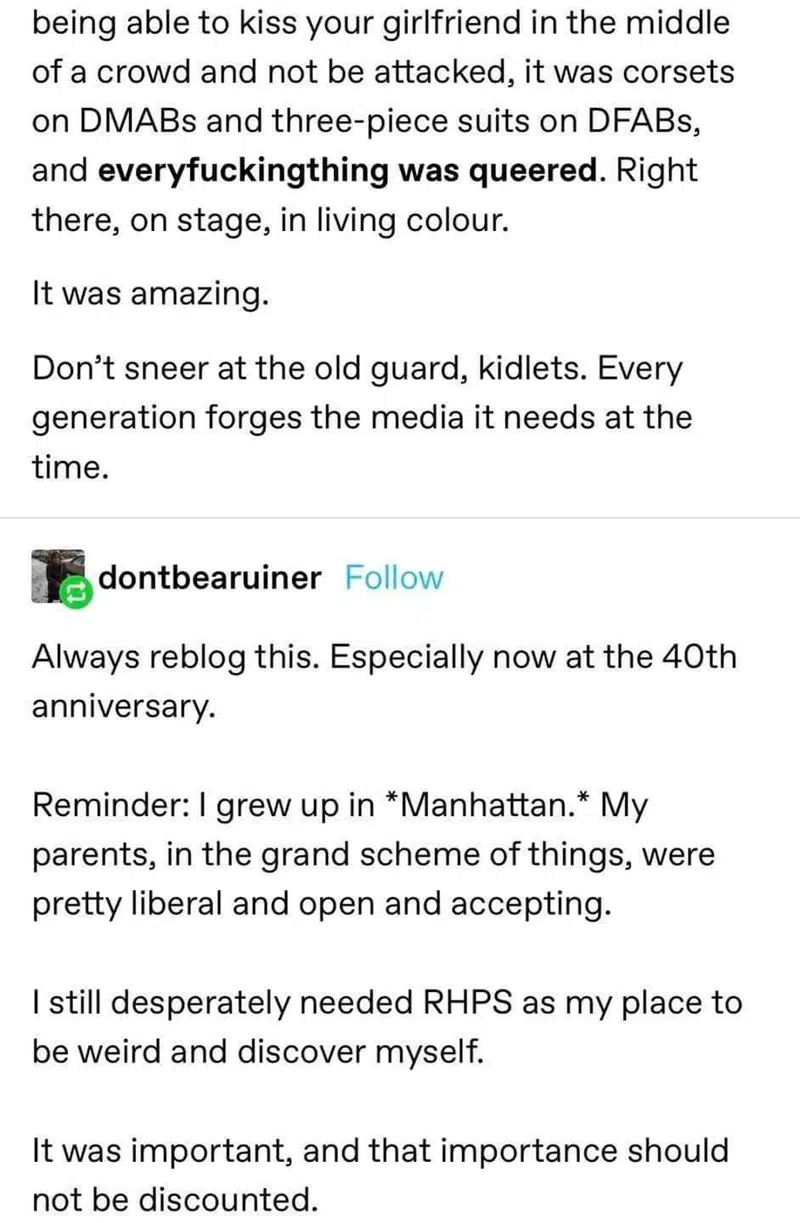 being able to kiss your girlfriend in the middle
of a crowd and not be attacked, it was corsets
on DMABs and three-piece suits on DFABs,
and everyfuckingthing was queered. Right
there, on stage, in living colour.
It was amazing.
Don’t sneer at the old guard, kidlets. Every
generation forges the media it needs at the
time.
dontbearuiner Follow
Always reblog this. Especially now at the 40th
anniversary.
Reminder: I grew up in *Manhattan.* My
parents, in the grand scheme of things, were
pretty liberal and open and accepting.
I still desperately needed RHPS as my place to
be weird and discover myself.
It was important, and that importance should
not be discounted.